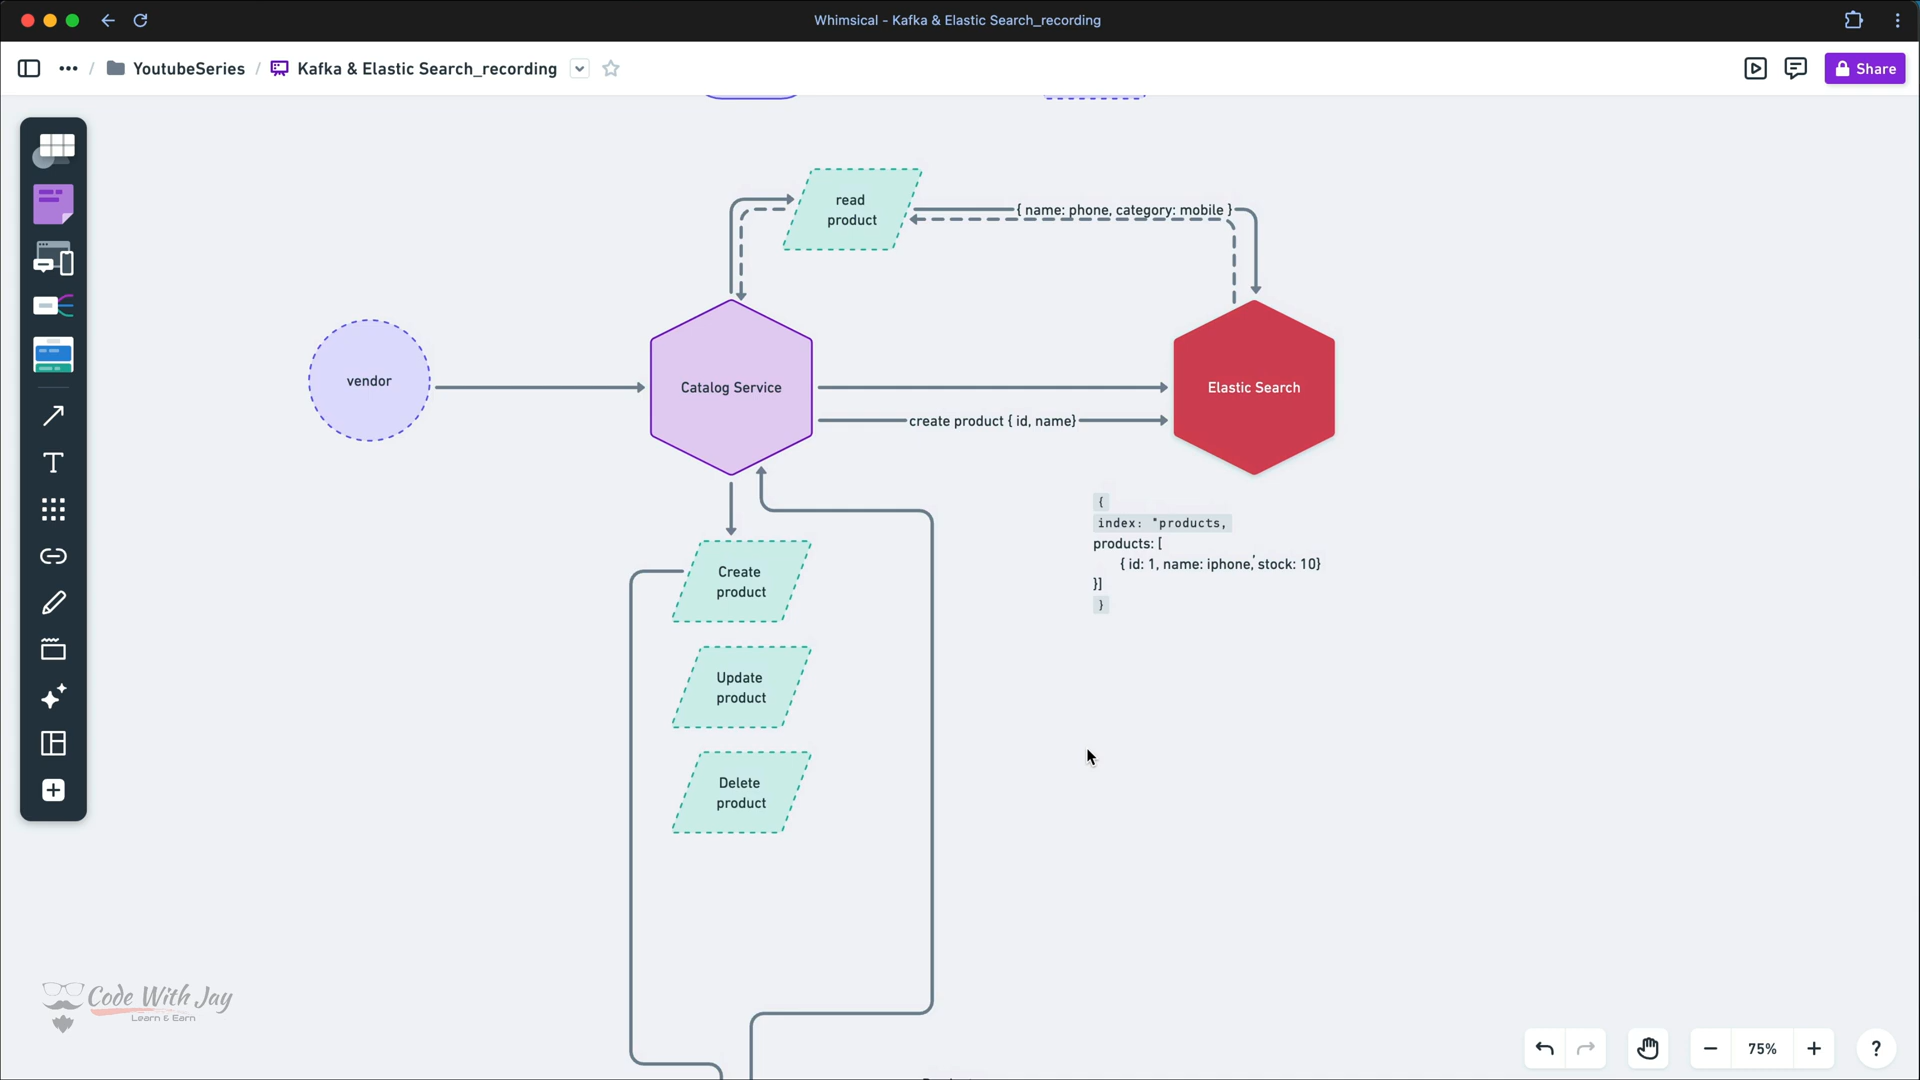 Whimsical - Kafka & Elastic Search_recording
YoutubeSeries
/
Kafka & Elastic Search_recording
Share
read
product
{ name: phone, category: mobile }
vendor
Catalog Service
Elastic Search
create product { id, name}
{
index: "products,
products: [
{ id: 1, name: iphone,' stock: 10}
}]
}
Create
product
Update
product
Delete
product
Code With Jay
Learn & Earn
75%
?